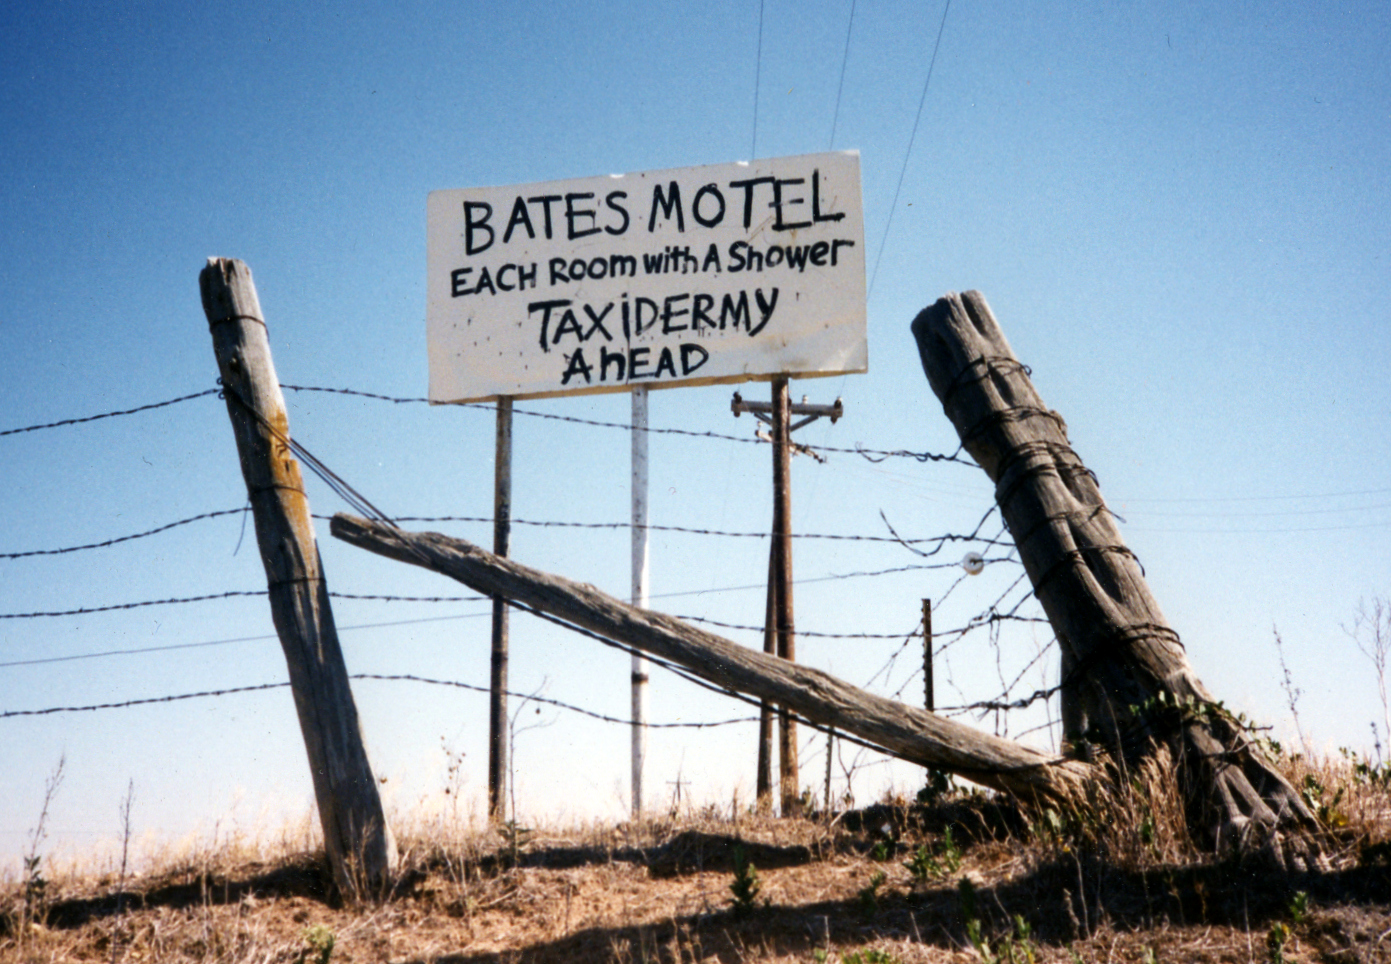 BATES MOTEL
EACH ROOM with A Shower
TAXiDERMY
AhEAD